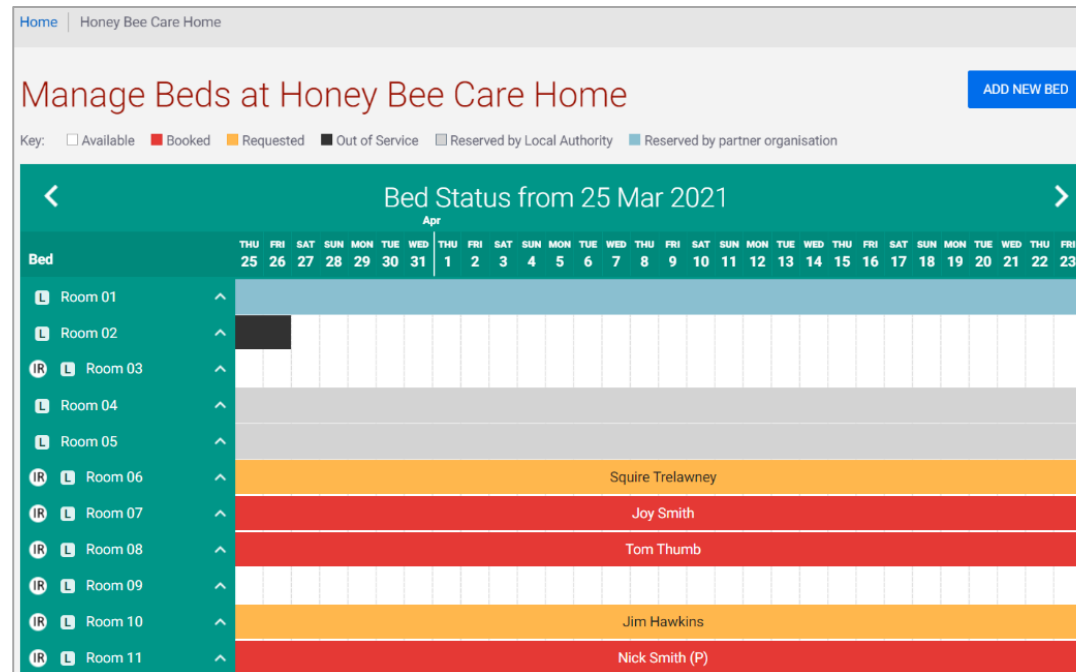 Home Honey Bee Care Home
Manage Beds at Honey Bee Care Home
ADD NEW BED
Key: Available Booked Requested Out of Service Reserved by Local Authority Reserved by partner organisation
Bed Status from 25 Mar 2021
Apr
THU FRI SAT SUN MON TUE WED THU FRI SAT SUN MON TUE WED THU FRI SAT SUN MON TUE WED THU FRI SAT SUN MON TUE WED THU FRI
Bed 25 26 27 28 29 30 31 1 2 3 4 5 6 7 8 9 10 11 12 13 14 15 16 17 18 19 20 21 22 23
L Room 01
L Room 02
IR L Room 03
L Room 04
L Room 05
IR L Room 06 Squire Trelawney
IR L Room 07 Joy Smith
IR L Room 08 Tom Thumb
IR L Room 09
IR L Room 10 Jim Hawkins
IR L Room 11 Nick Smith (P)